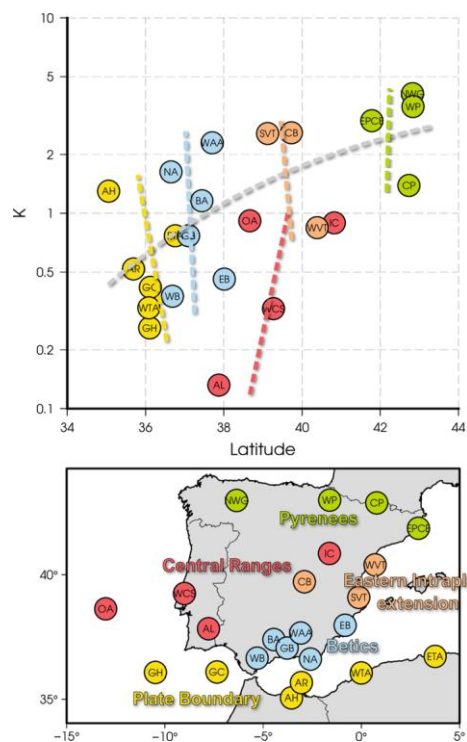 10
5
2
1
0.5
0.2
0.1
K
NWG
WP
EPCB
CP
SVT
CB
WAA
NA
AH
BA
OA
IC
WVT
AR
EB
GC
WB
WTA
WCS
GH
AL
34 36 38 40 42 44
Latitude
NWG WP CP
Pyrenees
EPCB
IC
Central Ranges
WVT
CB
Eastern Intraplate
WCS SVT
extension
OA
AL EB
BA WAA
GB
Betics
WB NA
ETA
GH GC WTA
Plate Boundary
AR
AH
40°
35°
−15° −10° −5° 0° 5°